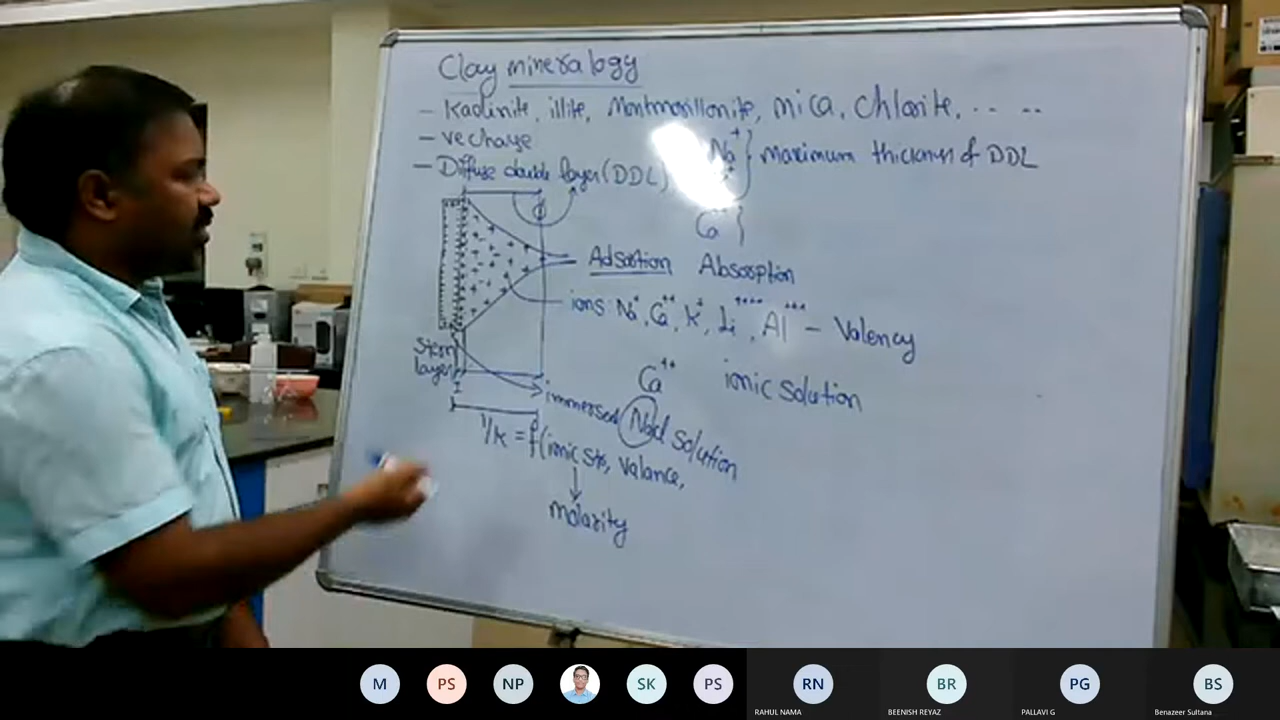 Clay mineralogy
- Kaolinite, illite, Montmorillonite, mica, Chlorite, .. ..
- ve charge
Na+ } maximum thickness of DDL
- Diffuse double layer (DDL)
Ca }
Adsortion Absorption
ions Na+, Ca++, K+, Li++++, Al+++ - Valency
Stern
layer
Ca++ ionic solution
immersed Nacl solution
1/k = f(ionic str, Valance,
molarity
M PS NP SK PS RN BR PG BS
RAHUL NAMA BEENISH REYAZ PALLAVI G Benazeer Sultana